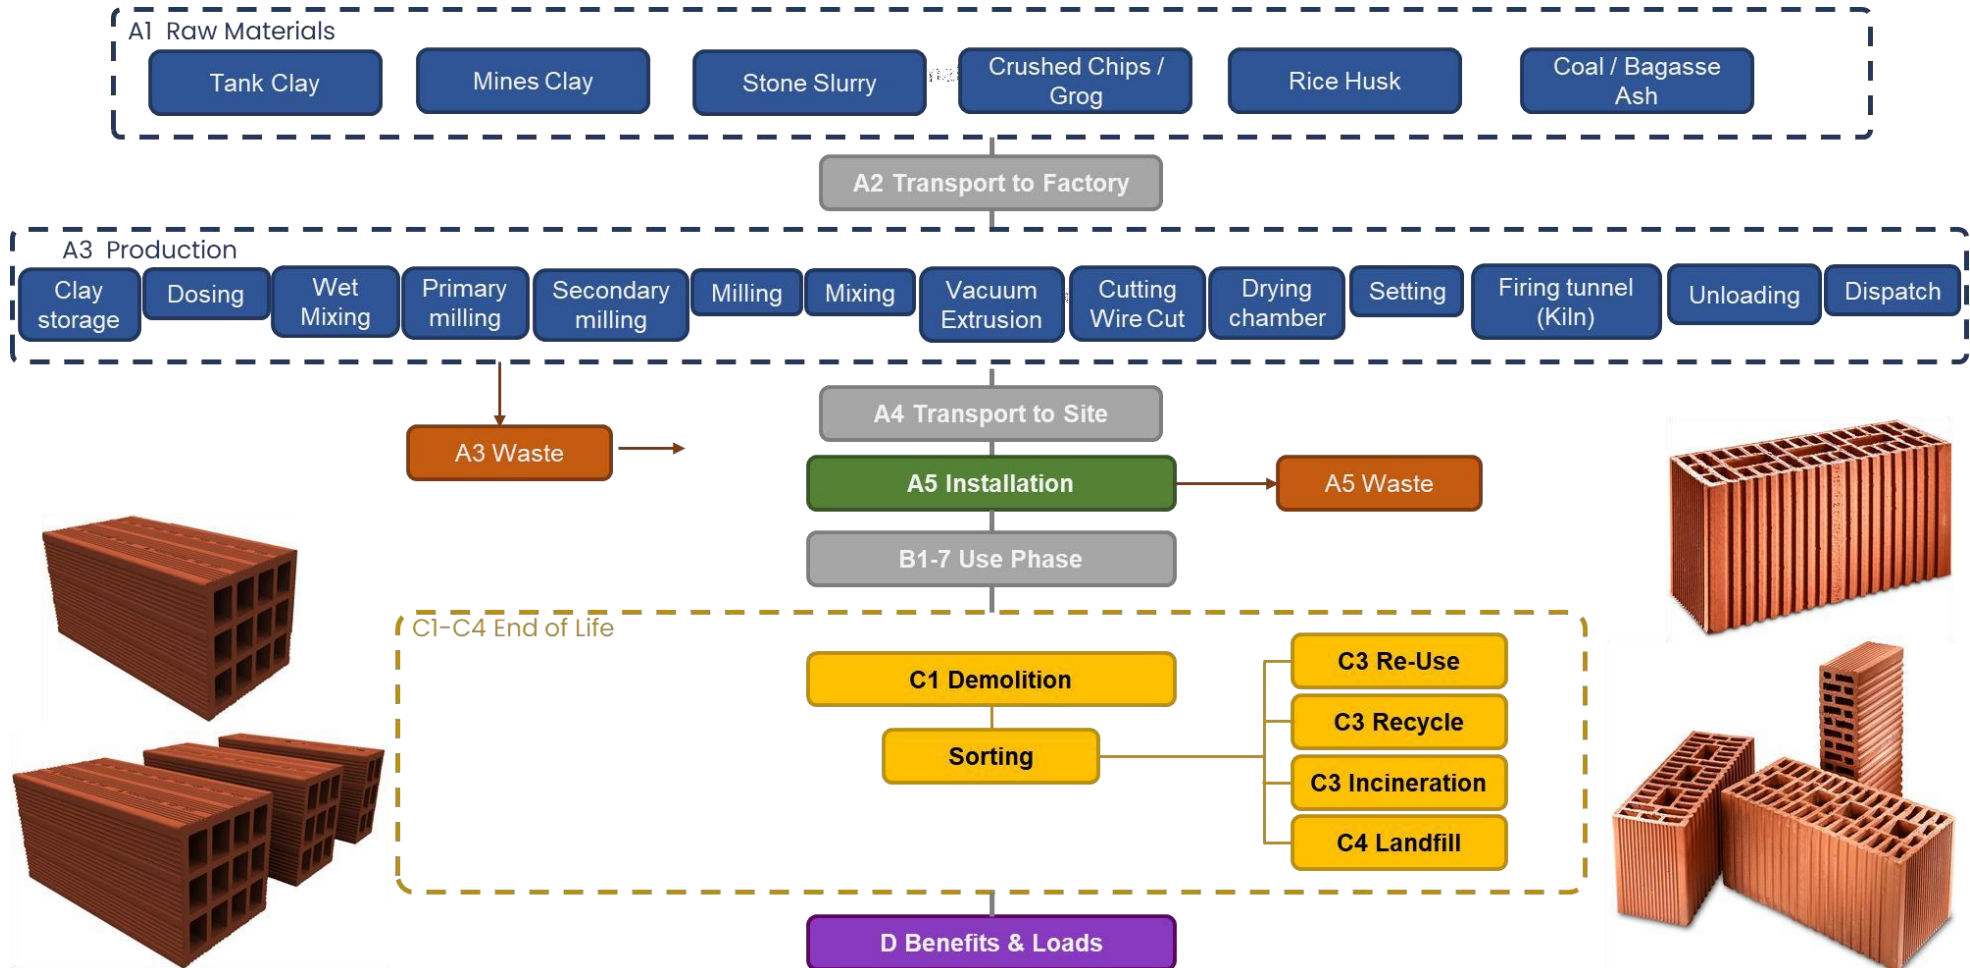 A1 Raw Materials
Tank Clay
Mines Clay
Stone Slurry
Crushed Chips /
Grog
Rice Husk
Coal / Bagasse
Ash
A2 Transport to Factory
A3 Production
Clay
storage
Dosing
Wet
Mixing
Primary
milling
Secondary
milling
Milling
Mixing
Vacuum
Extrusion
Cutting
Wire Cut
Drying
chamber
Setting
Firing tunnel
(Kiln)
Unloading
Dispatch
A4 Transport to Site
A3 Waste
A5 Installation
A5 Waste
B1-7 Use Phase
C1-C4 End of Life
C1 Demolition
Sorting
C3 Re-Use
C3 Recycle
C3 Incineration
C4 Landfill
D Benefits & Loads